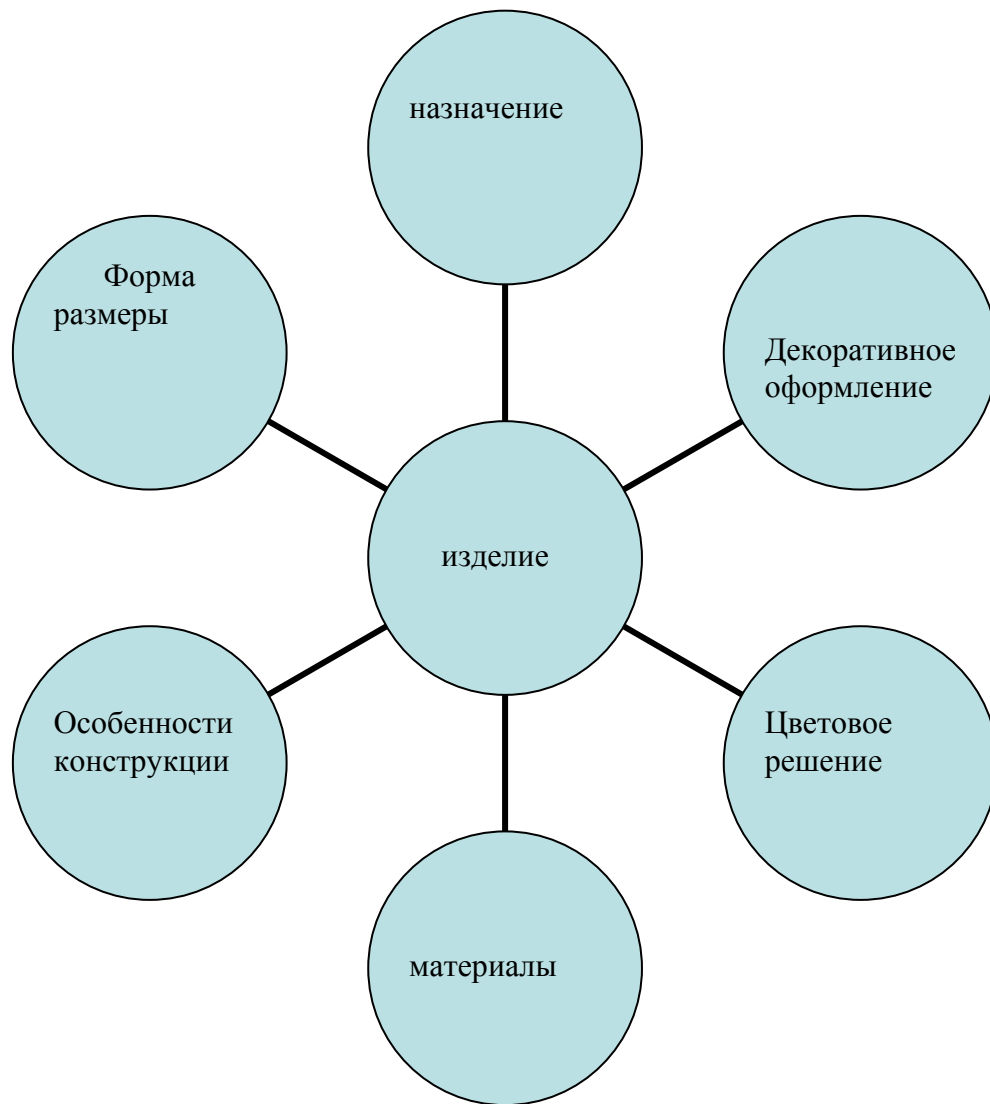 назначение
Форма
размеры
Декоративное
оформление
изделие
Особенности
конструкции
Цветовое
решение
материалы